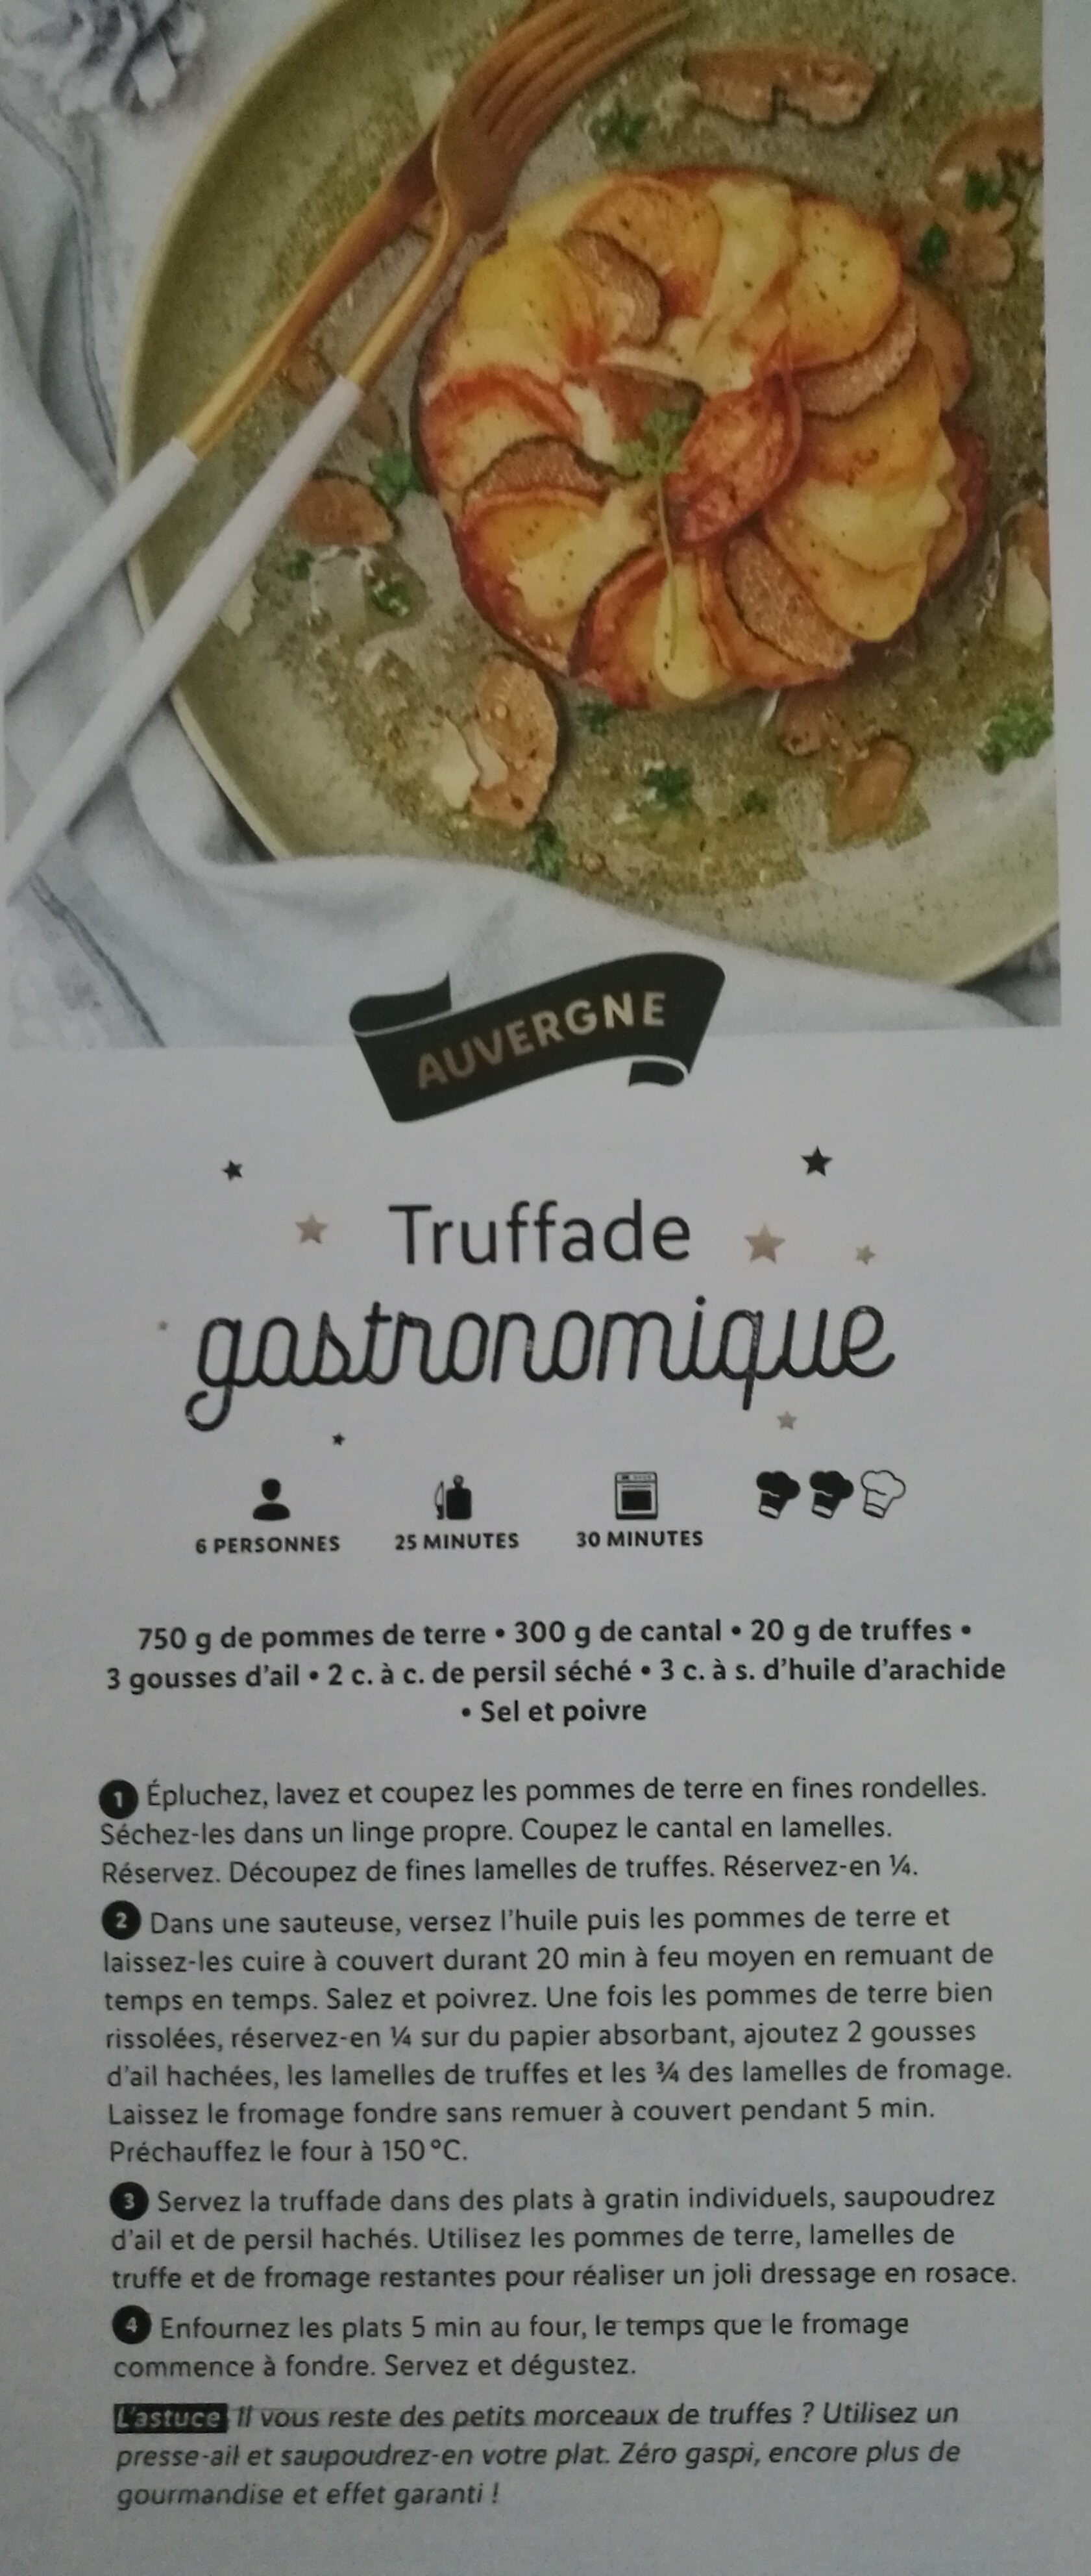 AUVERGNE
Truffade
gastronomique
6 PERSONNES 25 MINUTES 30 MINUTES
750 g de pommes de terre • 300 g de cantal • 20 g de truffes •
3 gousses d'ail • 2 c. à c. de persil séché • 3 c. à s. d'huile d'arachide
• Sel et poivre
1 Épluchez, lavez et coupez les pommes de terre en fines rondelles.
Séchez-les dans un linge propre. Coupez le cantal en lamelles.
Réservez. Découpez de fines lamelles de truffes. Réservez-en ¼.
2 Dans une sauteuse, versez l'huile puis les pommes de terre et
laissez-les cuire à couvert durant 20 min à feu moyen en remuant de
temps en temps. Salez et poivrez. Une fois les pommes de terre bien
rissolées, réservez-en ¼ sur du papier absorbant, ajoutez 2 gousses
d'ail hachées, les lamelles de truffes et les ¾ des lamelles de fromage.
Laissez le fromage fondre sans remuer à couvert pendant 5 min.
Préchauffez le four à 150 °C.
3 Servez la truffade dans des plats à gratin individuels, saupoudrez
d'ail et de persil hachés. Utilisez les pommes de terre, lamelles de
truffe et de fromage restantes pour réaliser un joli dressage en rosace.
4 Enfournez les plats 5 min au four, le temps que le fromage
commence à fondre. Servez et dégustez.
L'astuce Il vous reste des petits morceaux de truffes ? Utilisez un
presse-ail et saupoudrez-en votre plat. Zéro gaspi, encore plus de
gourmandise et effet garanti !